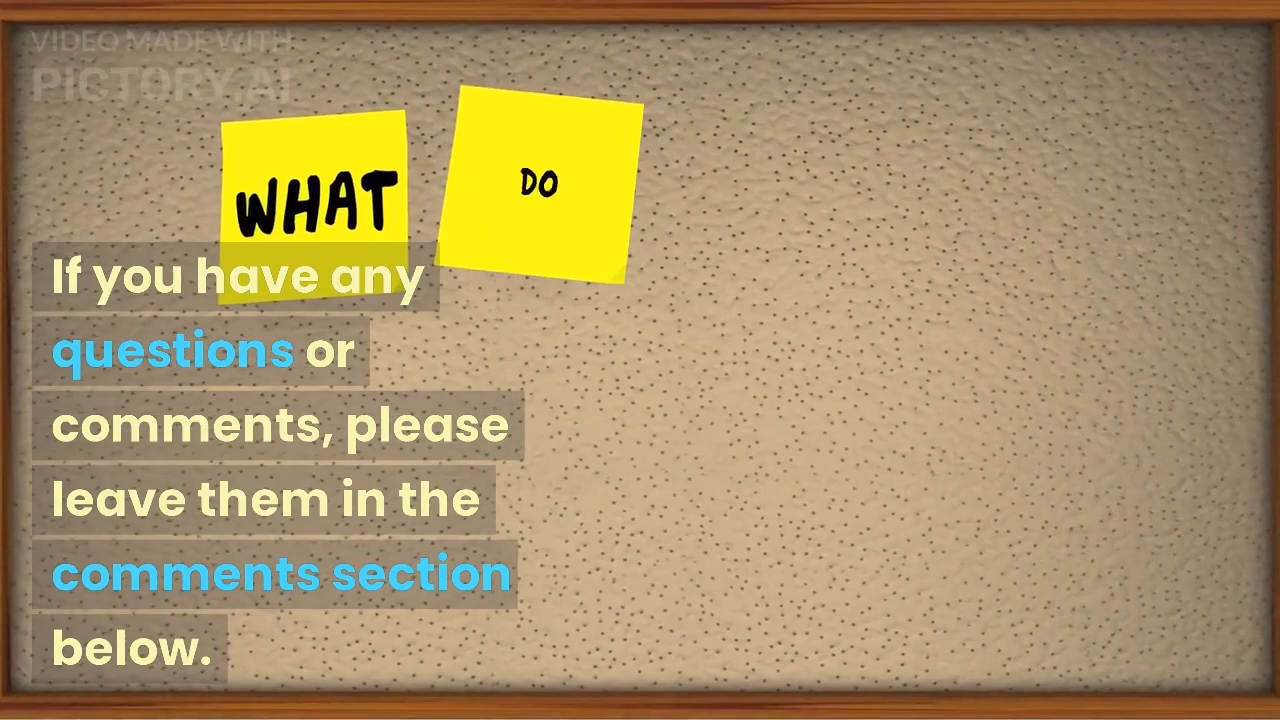 VIDEO MADE WITH
PICTORY.AI
WHAT
DO
If you have any
questions or
comments, please
leave them in the
comments section
below.